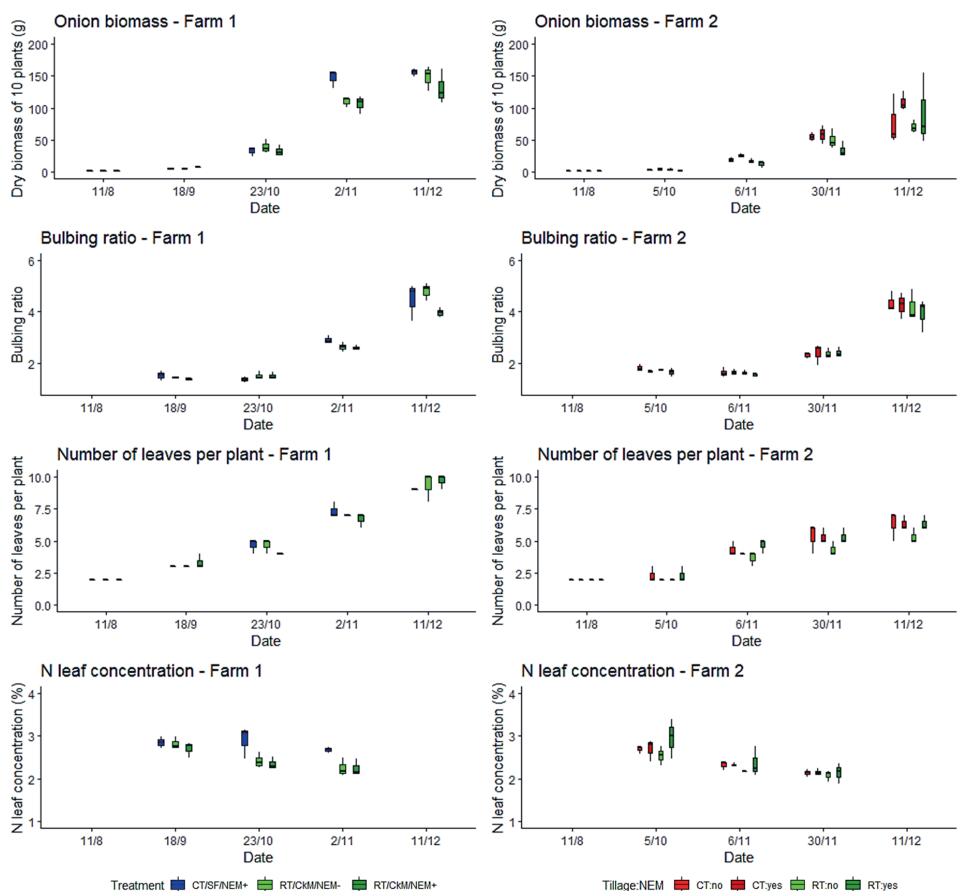 Onion biomass - Farm 1
Dry biomass of 10 plants (g)
200
150
100
50
0
11/8 18/9 23/10 2/11 11/12
Date
Onion biomass - Farm 2
Dry biomass of 10 plants (g)
200
150
100
50
0
11/8 5/10 6/11 30/11 11/12
Date
Bulbing ratio - Farm 1
Bulbing ratio
6
4
2
11/8 18/9 23/10 2/11 11/12
Date
Bulbing ratio - Farm 2
Bulbing ratio
6
4
2
11/8 5/10 6/11 30/11 11/12
Date
Number of leaves per plant - Farm 1
Number of leaves per plant
10.0
7.5
5.0
2.5
0.0
11/8 18/9 23/10 2/11 11/12
Date
Number of leaves per plant - Farm 2
Number of leaves per plant
10.0
7.5
5.0
2.5
0.0
11/8 5/10 6/11 30/11 11/12
Date
N leaf concentration - Farm 1
N leaf concentration (%)
4
3
2
1
11/8 18/9 23/10 2/11 11/12
Date
N leaf concentration - Farm 2
N leaf concentration (%)
4
3
2
1
11/8 5/10 6/11 30/11 11/12
Date
Treatment CT/SF/NEM+ RT/CkM/NEM- RT/CkM/NEM+
Tillage:NEM CT:no CT:yes RT:no RT:yes